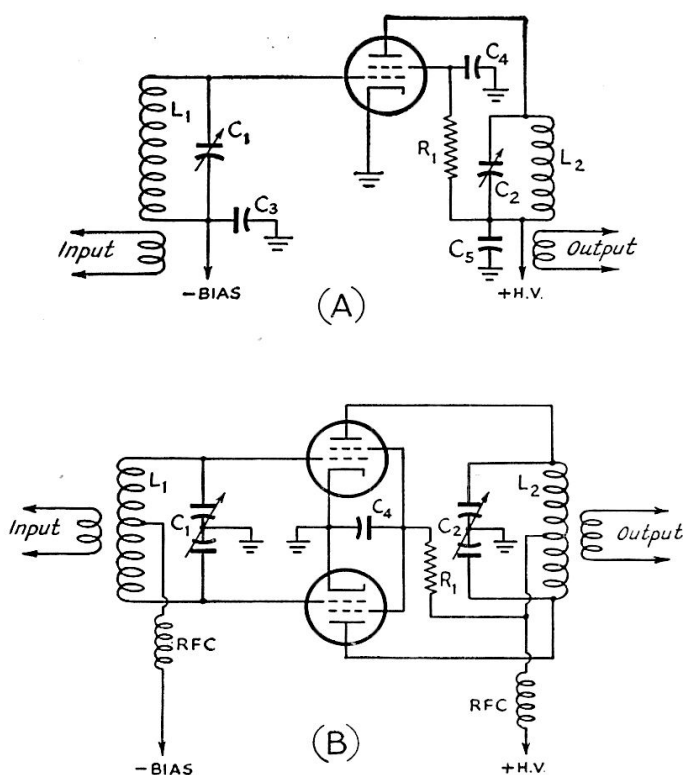 C4
L1
C1
R1
C2
L2
C3
Input
C5
Output
−BIAS
+H.V.
(A)
L1
L2
C4
Input
C1
C2
Output
R1
RFC
RFC
−BIAS
(B)
+H.V.